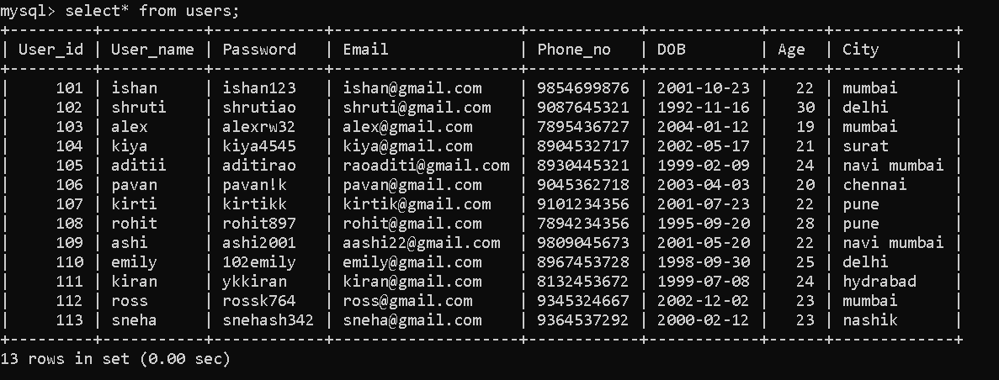 mysql> select* from users;
+---------+-----------+------------+---------------------+------------+------------+------+-------------+
| User_id | User_name | Password   | Email               | Phone_no   | DOB        | Age  | City        |
+---------+-----------+------------+---------------------+------------+------------+------+-------------+
|     101 | ishan     | ishan123   | ishan@gmail.com     | 9854699876 | 2001-10-23 |   22 | mumbai      |
|     102 | shruti    | shrutiao   | shruti@gmail.com    | 9087645321 | 1992-11-16 |   30 | delhi       |
|     103 | alex      | alexrw32   | alex@gmail.com      | 7895436727 | 2004-01-12 |   19 | mumbai      |
|     104 | kiya      | kiya4545   | kiya@gmail.com      | 8904532717 | 2002-05-17 |   21 | surat       |
|     105 | aditii    | aditirao   | raoaditi@gmail.com  | 8930445321 | 1999-02-09 |   24 | navi mumbai |
|     106 | pavan     | pavan!k    | pavan@gmail.com     | 9045362718 | 2003-04-03 |   20 | chennai     |
|     107 | kirti     | kirtikk    | kirtik@gmail.com    | 9101234356 | 2001-07-23 |   22 | pune        |
|     108 | rohit     | rohit897   | rohit@gmail.com     | 7894234356 | 1995-09-20 |   28 | pune        |
|     109 | ashi      | ashi2001   | aashi22@gmail.com   | 9809045673 | 2001-05-20 |   22 | navi mumbai |
|     110 | emily     | 102emily   | emily@gmail.com     | 8967453728 | 1998-09-30 |   25 | delhi       |
|     111 | kiran     | ykkiran    | kiran@gmail.com     | 8132453672 | 1999-07-08 |   24 | hydrabad    |
|     112 | ross      | rossk764   | ross@gmail.com      | 9345324667 | 2002-12-02 |   23 | mumbai      |
|     113 | sneha     | snehash342 | sneha@gmail.com     | 9364537292 | 2000-02-12 |   23 | nashik      |
+---------+-----------+------------+---------------------+------------+------------+------+-------------+
13 rows in set (0.00 sec)